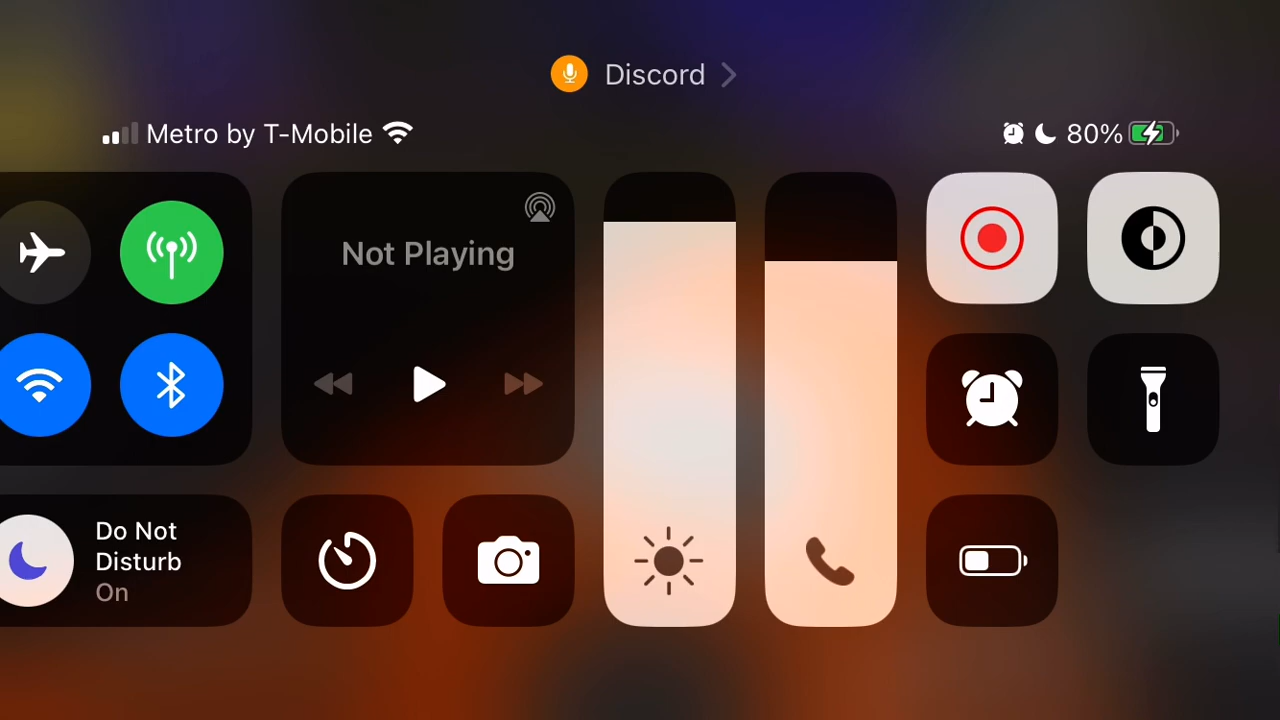 Discord
Metro by T-Mobile
80%
Not Playing
Do Not
Disturb
On